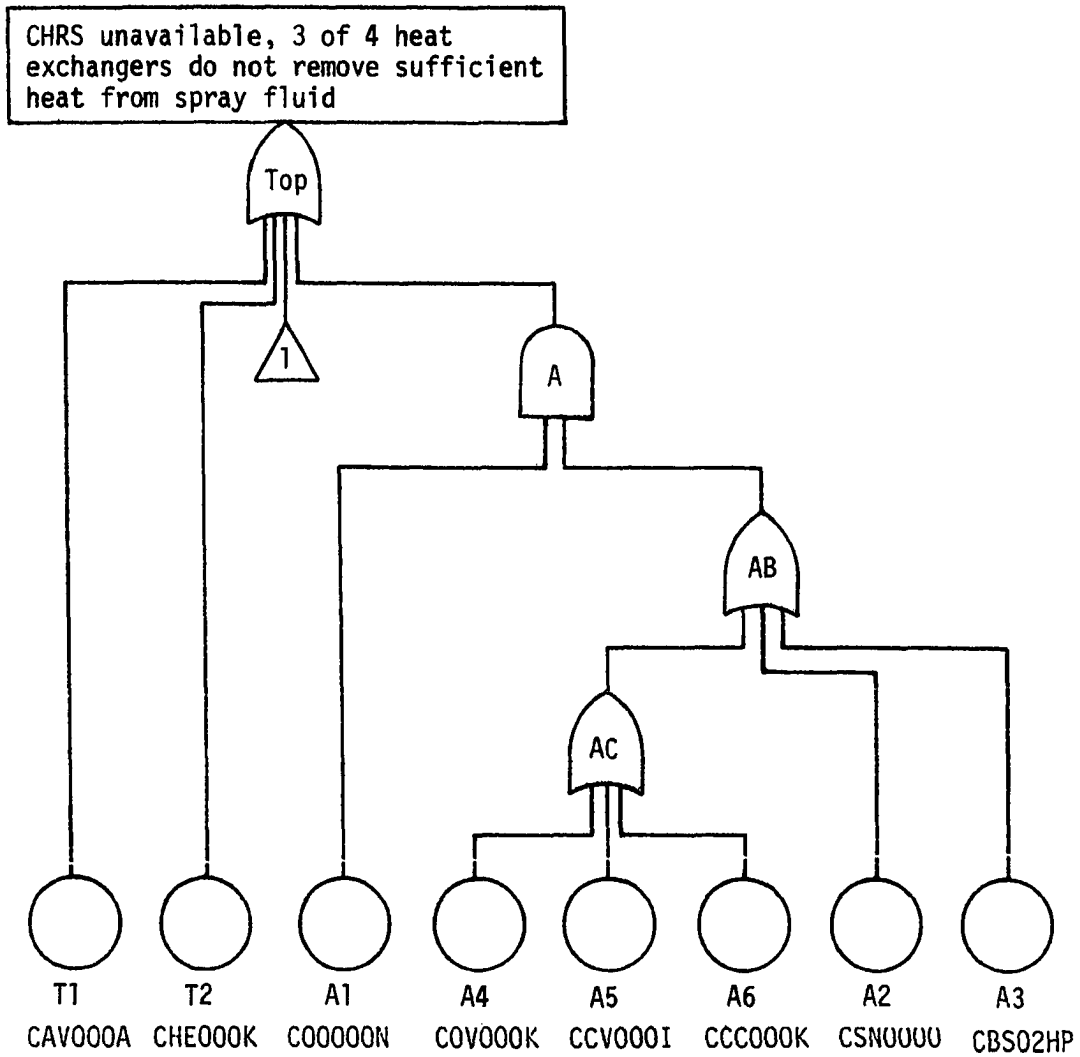 CHRS unavailable, 3 of 4 heat
exchangers do not remove sufficient
heat from spray fluid
Top
1
A
AB
AC
T1 T2 A1 A4 A5 A6 A2 A3
CAV000A CHE000K C00000N C0V000K CCV000I CCC000K CSN0000 CBS02HP